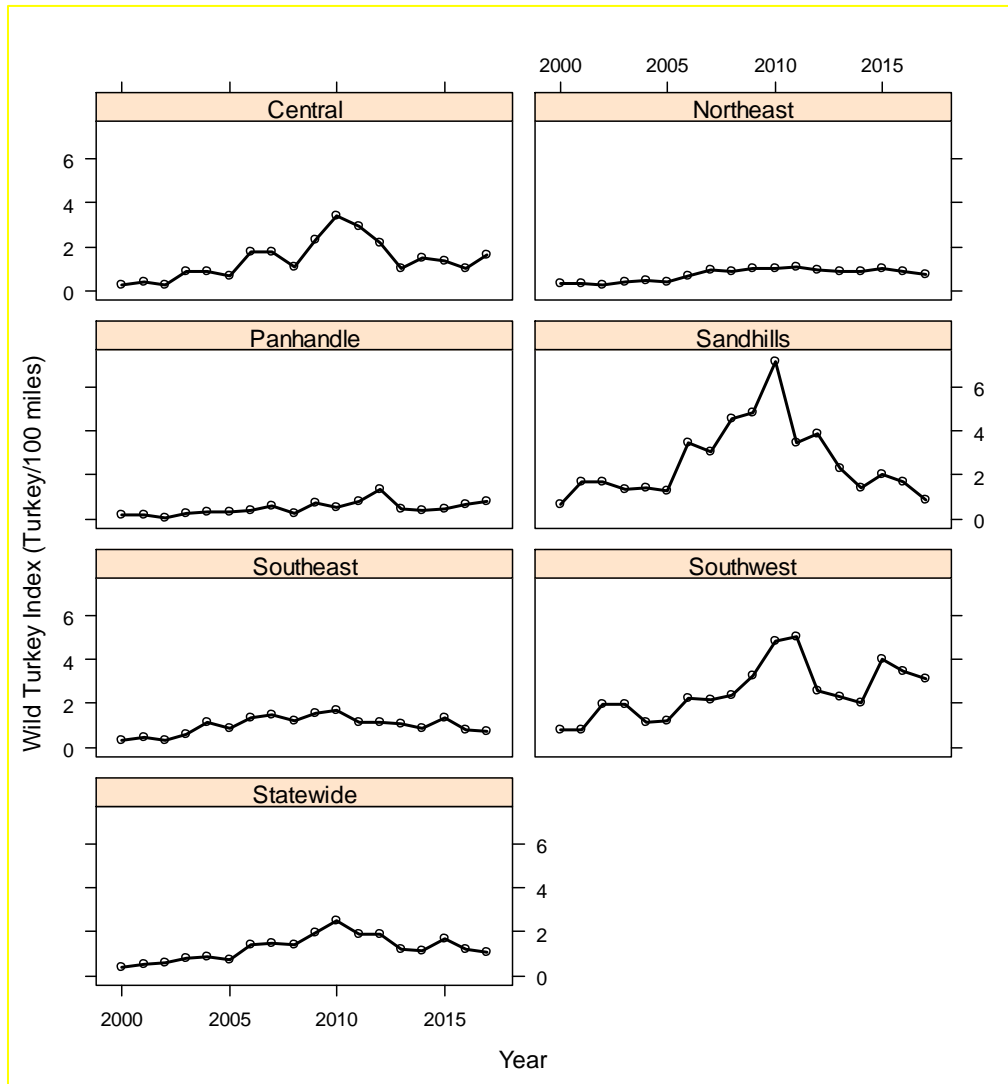 2000 2005 2010 2015
Central
Northeast
6
4
2
0
Panhandle
Sandhills
6
4
2
0
Southeast
Southwest
6
4
2
0
Statewide
6
4
2
0
2000 2005 2010 2015
Wild Turkey Index (Turkey/100 miles)
Year